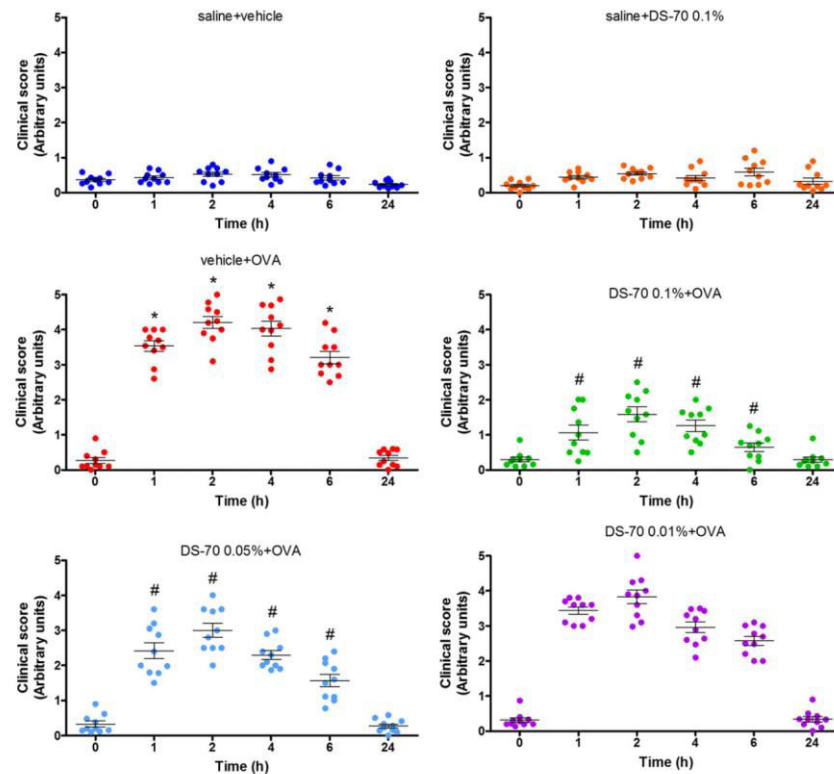 saline+vehicle
Clinical score
(Arbitrary units)
5
4
3
2
1
0
0 1 2 4 6 24
Time (h)
saline+DS-70 0.1%
Clinical score
(Arbitrary units)
5
4
3
2
1
0
0 1 2 4 6 24
Time (h)
vehicle+OVA
* * * *
Clinical score
(Arbitrary units)
5
4
3
2
1
0
0 1 2 4 6 24
Time (h)
DS-70 0.1%+OVA
# # # #
Clinical score
(Arbitrary units)
5
4
3
2
1
0
0 1 2 4 6 24
Time (h)
DS-70 0.05%+OVA
# # # #
Clinical score
(Arbitrary units)
5
4
3
2
1
0
0 1 2 4 6 24
Time (h)
DS-70 0.01%+OVA
Clinical score
(Arbitrary units)
5
4
3
2
1
0
0 1 2 4 6 24
Time (h)